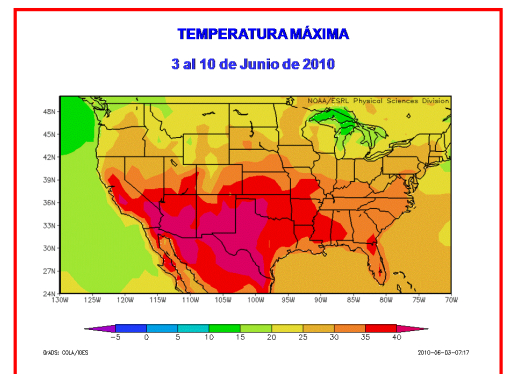 TEMPERATURA MÁXIMA
3 al 10 de Junio de 2010
NOAA/ESRL Physical Sciences Division
48N
45N
42N
39N
36N
33N
30N
27N
24N
130W 125W 120W 115W 110W 105W 100W 95W 90W 85W 80W 75W 70W
-5 0 5 10 15 20 25 30 35 40
GrADS: COLA/IGES 2010-06-03-07:17